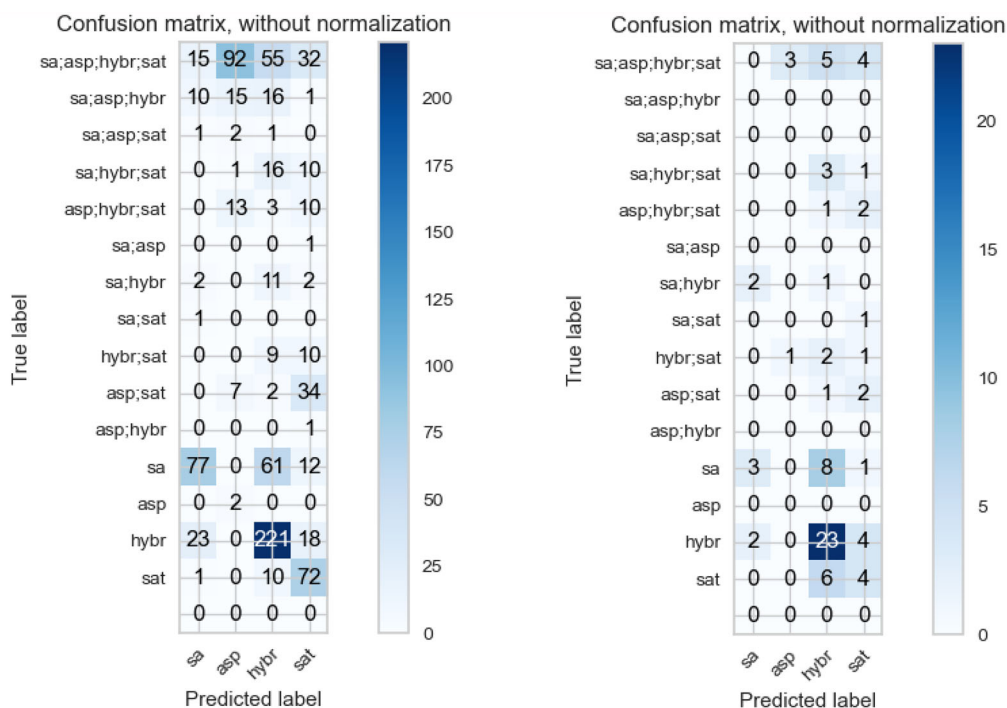 Confusion matrix, without normalization
sa;asp;hybr;sat 15 92 55 32
sa;asp;hybr 10 15 16 1
sa;asp;sat 1 2 1 0
sa;hybr;sat 0 1 16 10
asp;hybr;sat 0 13 3 10
sa;asp 0 0 0 1
sa;hybr 2 0 11 2
sa;sat 1 0 0 0
hybr;sat 0 0 9 10
asp;sat 0 7 2 34
asp;hybr 0 0 0 1
sa 77 0 61 12
asp 0 2 0 0
hybr 23 0 221 18
sat 1 0 10 72
0 0 0 0
True label
sa asp hybr sat
Predicted label
200
175
150
125
100
75
50
25
0
Confusion matrix, without normalization
sa;asp;hybr;sat 0 3 5 4
sa;asp;hybr 0 0 0 0
sa;asp;sat 0 0 0 0
sa;hybr;sat 0 0 3 1
asp;hybr;sat 0 0 1 2
sa;asp 0 0 0 0
sa;hybr 2 0 1 0
sa;sat 0 0 0 1
hybr;sat 0 1 2 1
asp;sat 0 0 1 2
asp;hybr 0 0 0 0
sa 3 0 8 1
asp 0 0 0 0
hybr 2 0 23 4
sat 0 0 6 4
0 0 0 0
True label
sa asp hybr sat
Predicted label
20
15
10
5
0